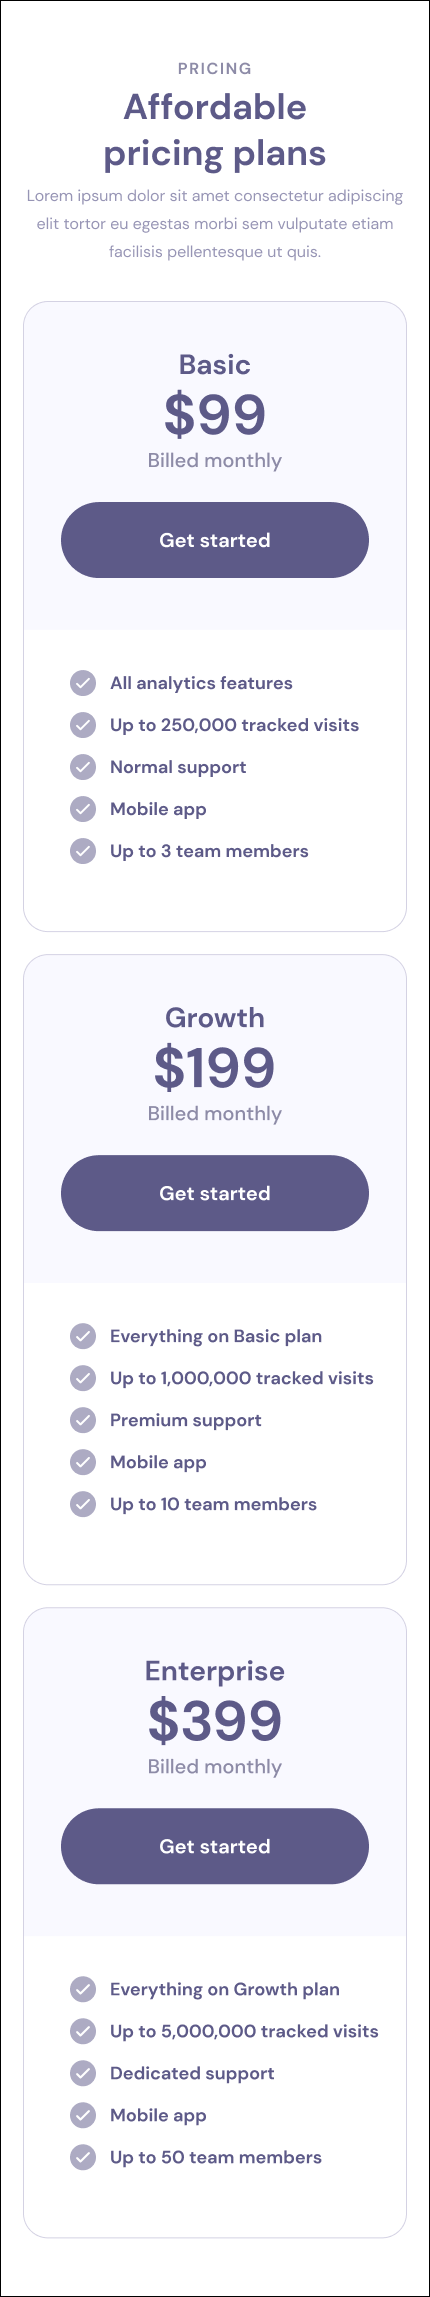 PRICING
Affordable
pricing plans
Lorem ipsum dolor sit amet consectetur adipiscing
elit tortor eu egestas morbi sem vulputate etiam
facilisis pellentesque ut quis.
Basic
$99
Billed monthly
Get started
All analytics features
Up to 250,000 tracked visits
Normal support
Mobile app
Up to 3 team members
Growth
$199
Billed monthly
Get started
Everything on Basic plan
Up to 1,000,000 tracked visits
Premium support
Mobile app
Up to 10 team members
Enterprise
$399
Billed monthly
Get started
Everything on Growth plan
Up to 5,000,000 tracked visits
Dedicated support
Mobile app
Up to 50 team members